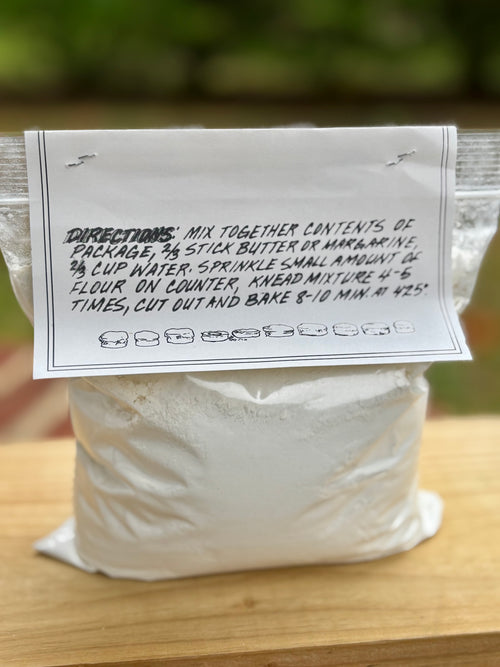 DIRECTIONS: MIX TOGETHER CONTENTS OF
PACKAGE, 2/3 STICK BUTTER OR MARGARINE,
2/3 CUP WATER. SPRINKLE SMALL AMOUNT OF
FLOUR ON COUNTER, KNEAD MIXTURE 4-5
TIMES, CUT OUT AND BAKE 8-10 MIN. AT 425°